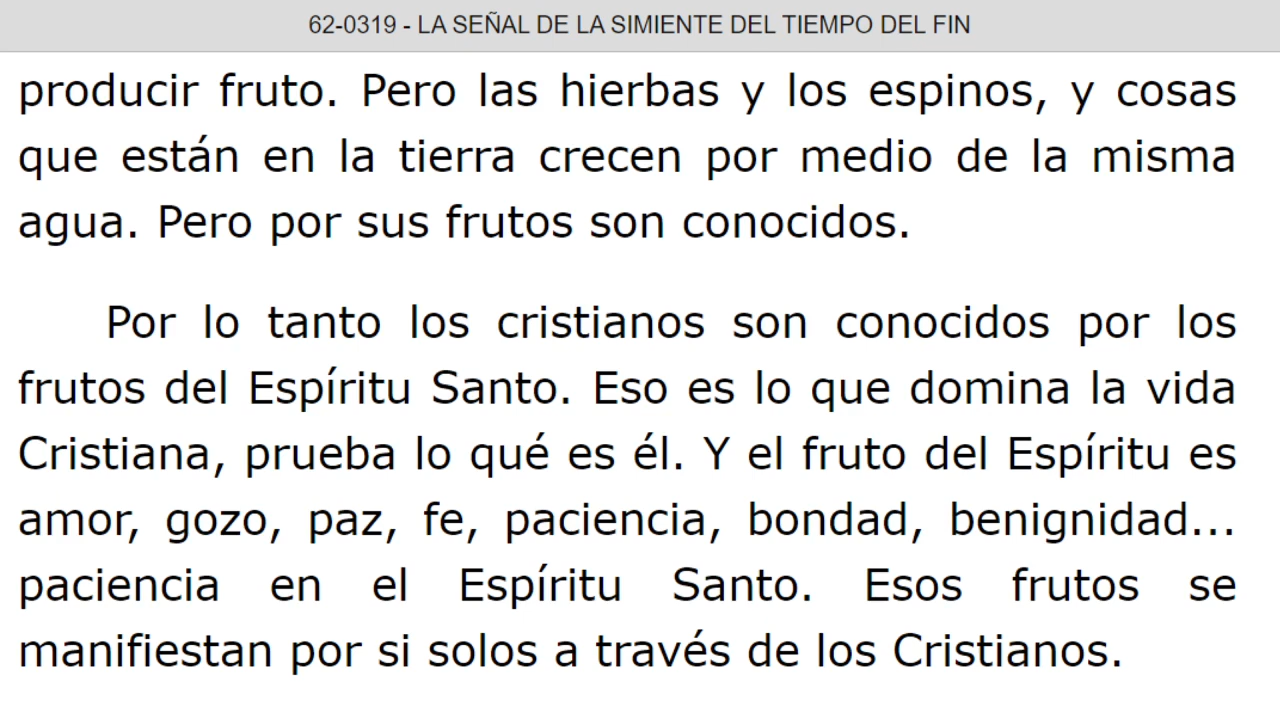 62-0319 - LA SEÑAL DE LA SIMIENTE DEL TIEMPO DEL FIN
producir fruto. Pero las hierbas y los espinos, y cosas
que están en la tierra crecen por medio de la misma
agua. Pero por sus frutos son conocidos.
Por lo tanto los cristianos son conocidos por los
frutos del Espíritu Santo. Eso es lo que domina la vida
Cristiana, prueba lo qué es él. Y el fruto del Espíritu es
amor, gozo, paz, fe, paciencia, bondad, benignidad...
paciencia en el Espíritu Santo. Esos frutos se
manifiestan por si solos a través de los Cristianos.